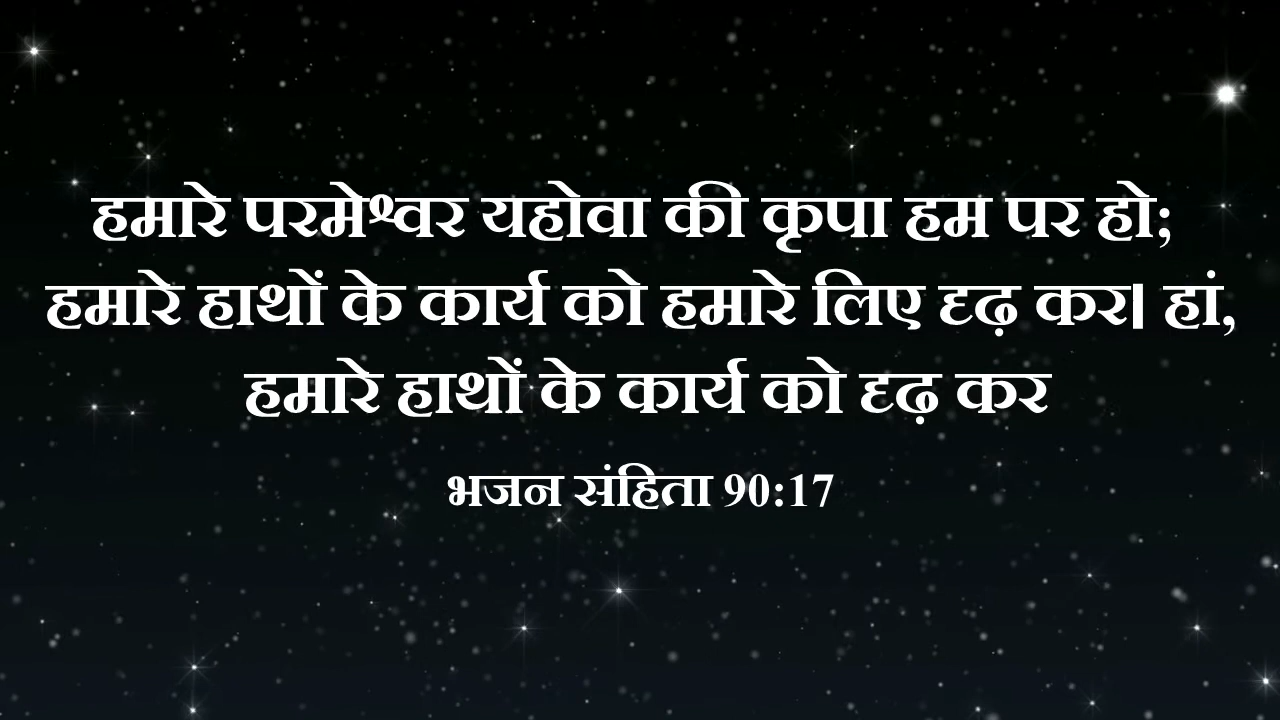 हमारे परमेश्वर यहोवा की कृपा हम पर हो;
हमारे हाथों के कार्य को हमारे लिए दृढ़ कर| हां,
हमारे हाथों के कार्य को दृढ़ कर
भजन संहिता 90:17